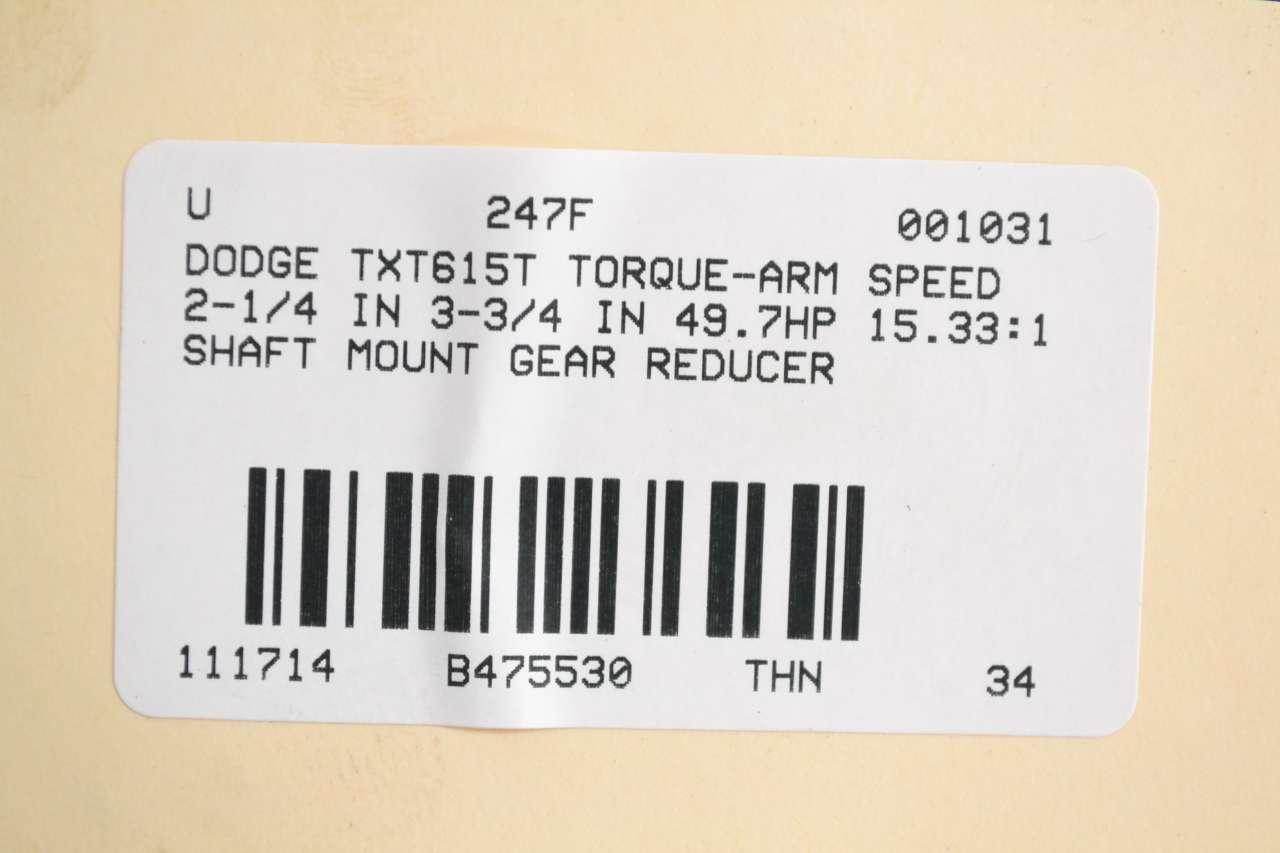 U 247F 001031
DODGE TXT615T TORQUE-ARM SPEED
2-1/4 IN 3-3/4 IN 49.7HP 15.33:1
SHAFT MOUNT GEAR REDUCER
111714 B475530 THN 34